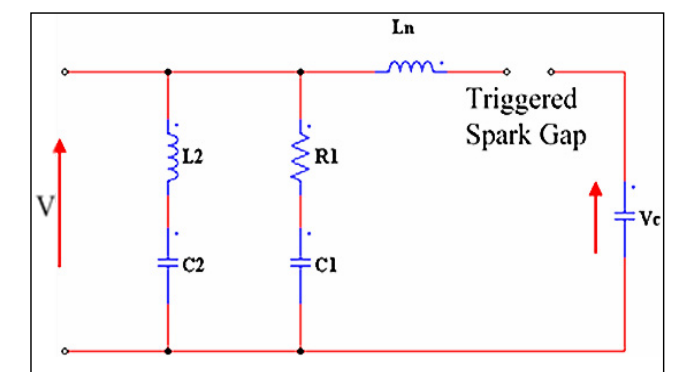 Ln
Triggered
Spark Gap
L2
R1
V
Vc
C2
C1